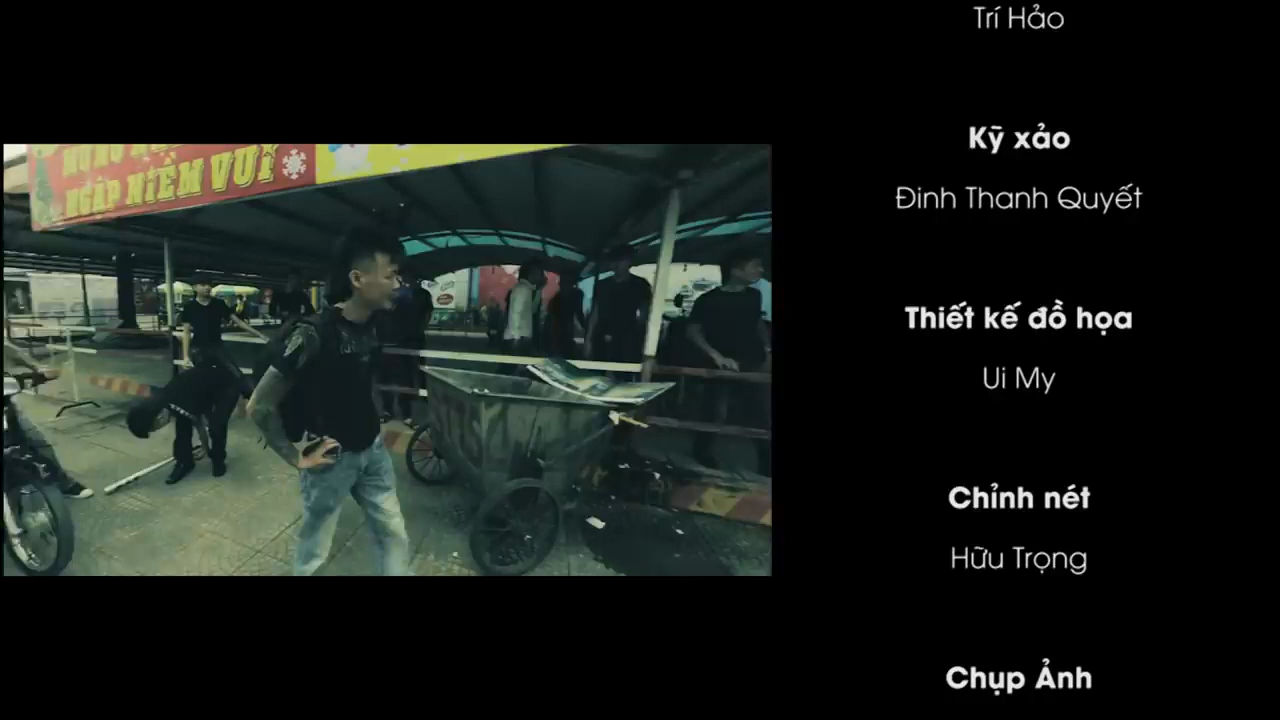 NGẬP NIỀM VUI
Trí Hảo
Kỹ xảo
Đinh Thanh Quyết
Thiết kế đồ họa
Ui My
Chỉnh nét
Hữu Trọng
Chụp Ảnh